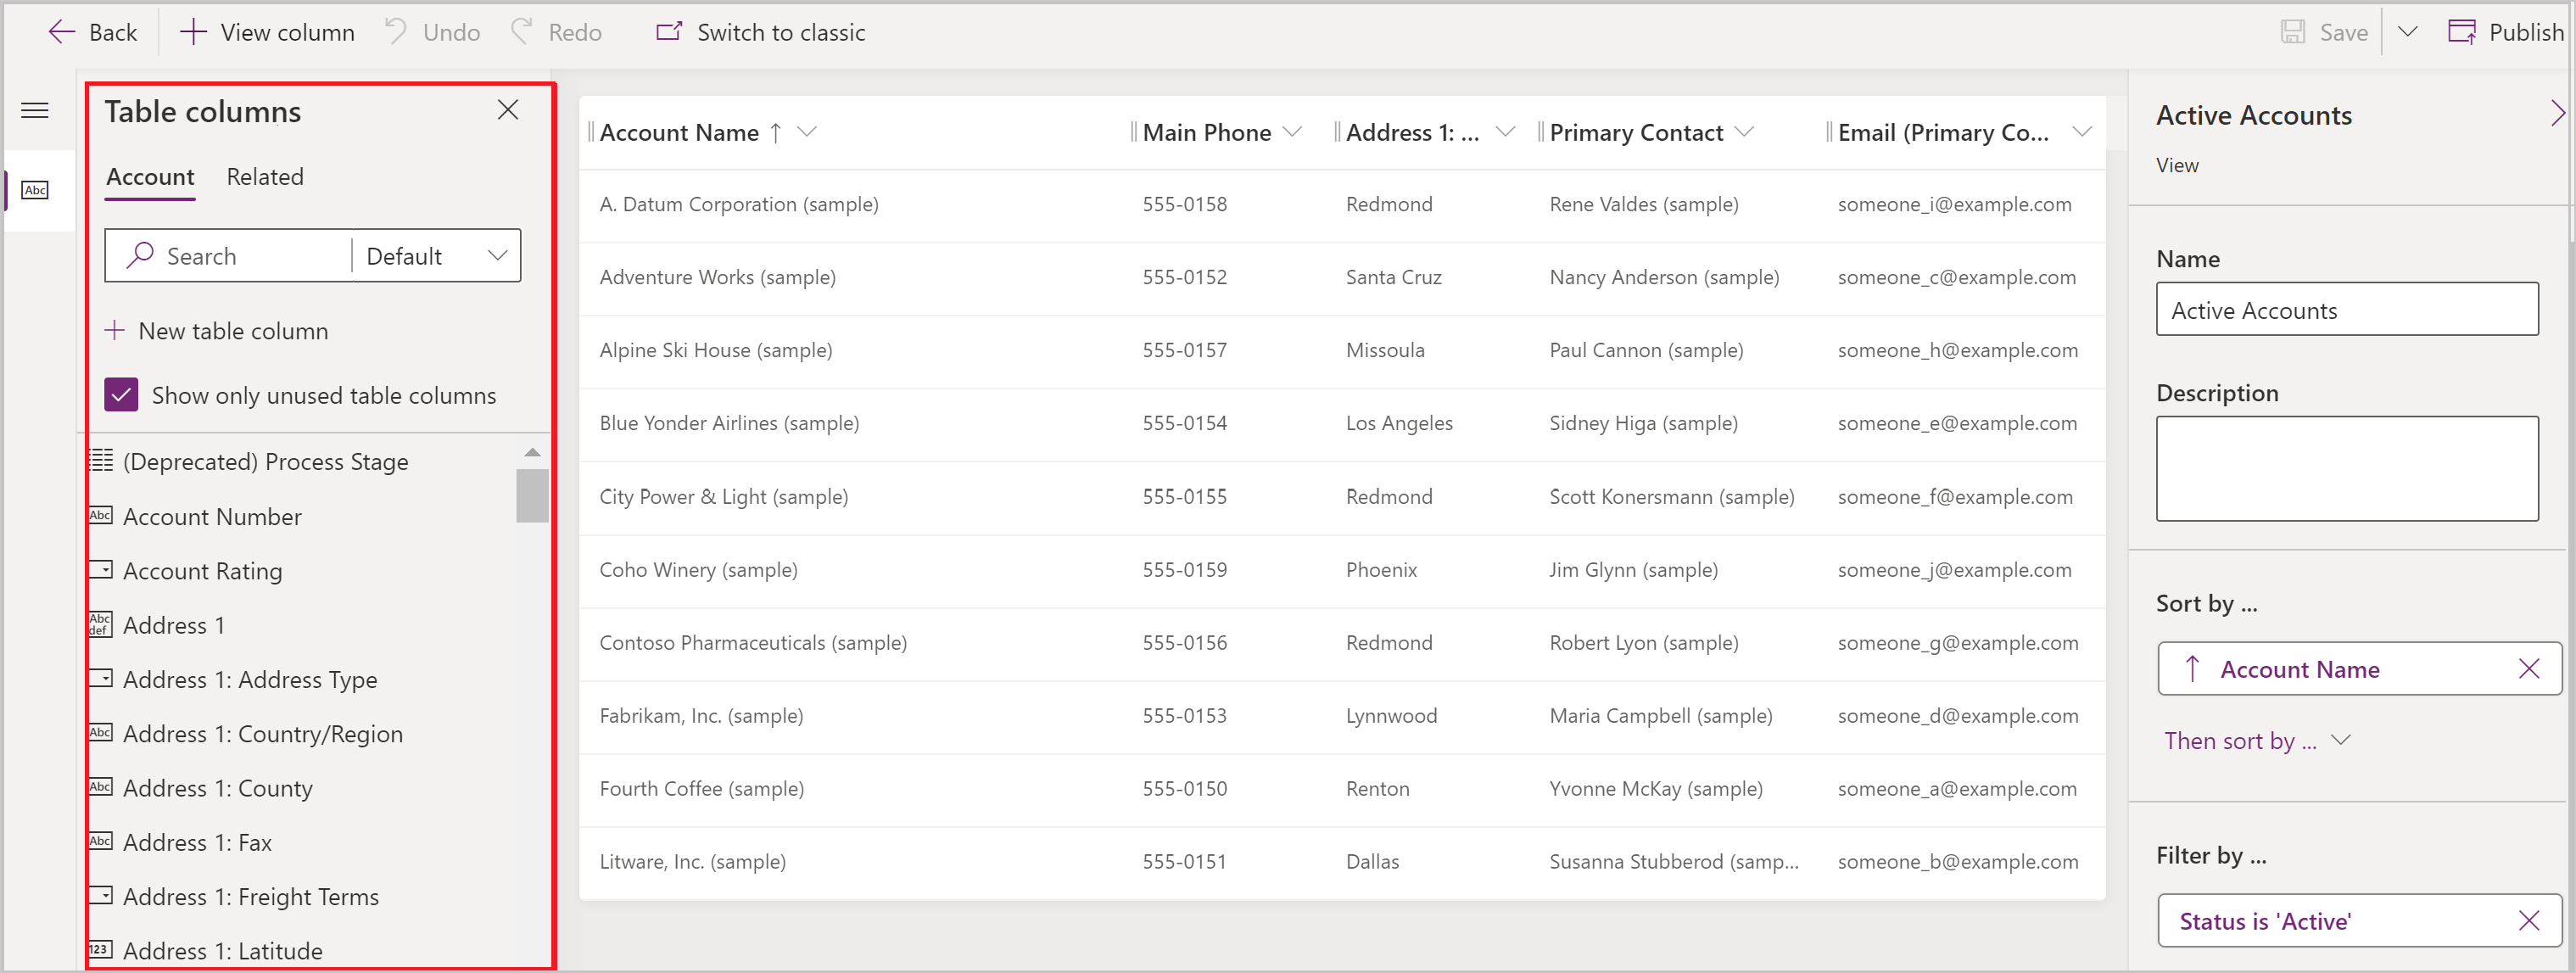 Back
View column
Undo
Redo
Switch to classic
Save
Publish
Table columns
Account Related
Search Default
New table column
Show only unused table columns
(Deprecated) Process Stage
Abc Account Number
Account Rating
Abc def Address 1
Address 1: Address Type
Abc Address 1: Country/Region
Abc Address 1: County
Abc Address 1: Fax
Address 1: Freight Terms
123 Address 1: Latitude
Abc
Account Name Main Phone Address 1: ... Primary Contact Email (Primary Co...
A. Datum Corporation (sample) 555-0158 Redmond Rene Valdes (sample) someone_i@example.com
Adventure Works (sample) 555-0152 Santa Cruz Nancy Anderson (sample) someone_c@example.com
Alpine Ski House (sample) 555-0157 Missoula Paul Cannon (sample) someone_h@example.com
Blue Yonder Airlines (sample) 555-0154 Los Angeles Sidney Higa (sample) someone_e@example.com
City Power & Light (sample) 555-0155 Redmond Scott Konersmann (sample) someone_f@example.com
Coho Winery (sample) 555-0159 Phoenix Jim Glynn (sample) someone_j@example.com
Contoso Pharmaceuticals (sample) 555-0156 Redmond Robert Lyon (sample) someone_g@example.com
Fabrikam, Inc. (sample) 555-0153 Lynnwood Maria Campbell (sample) someone_d@example.com
Fourth Coffee (sample) 555-0150 Renton Yvonne McKay (sample) someone_a@example.com
Litware, Inc. (sample) 555-0151 Dallas Susanna Stubberod (samp... someone_b@example.com
Active Accounts
View
Name
Active Accounts
Description
Sort by ...
Account Name
Then sort by ...
Filter by ...
Status is 'Active'